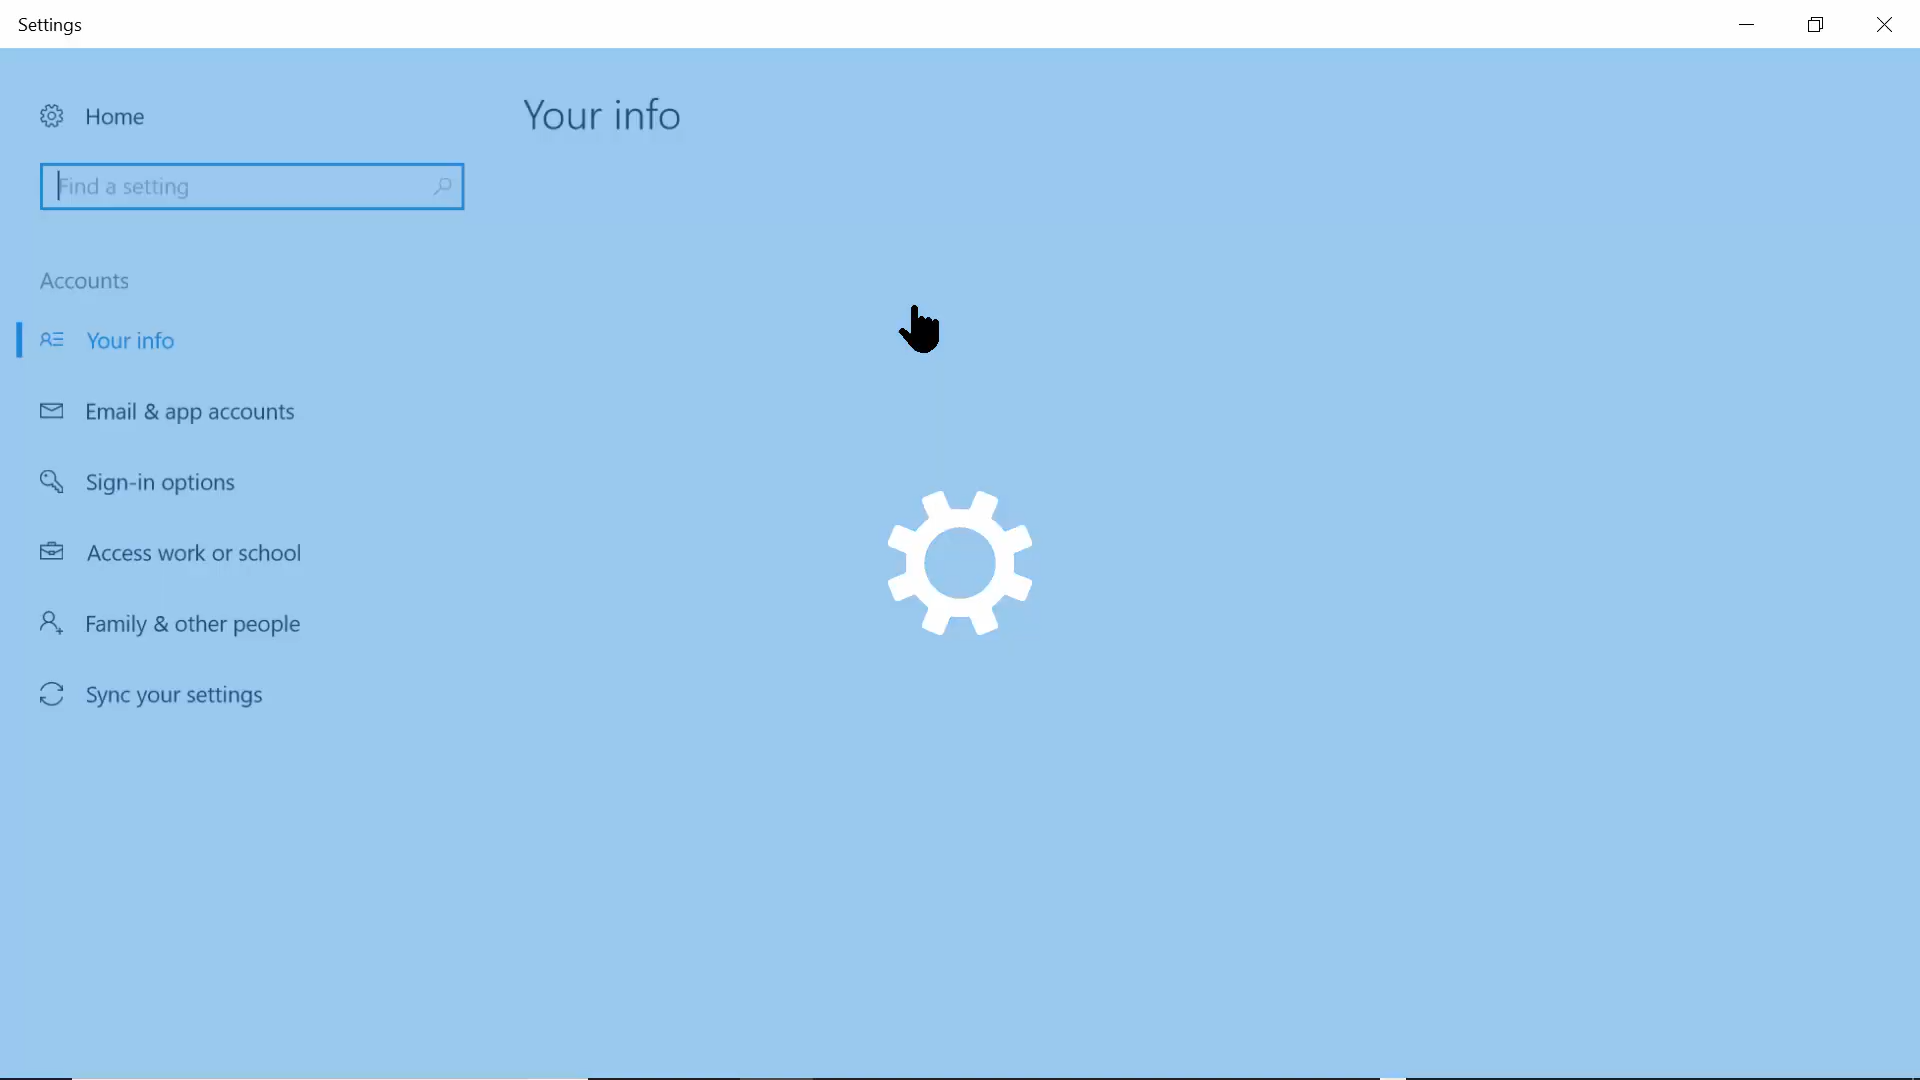 Settings
Home
Your info
Find a setting
Accounts
Your info
Email & app accounts
Sign-in options
Access work or school
Family & other people
Sync your settings